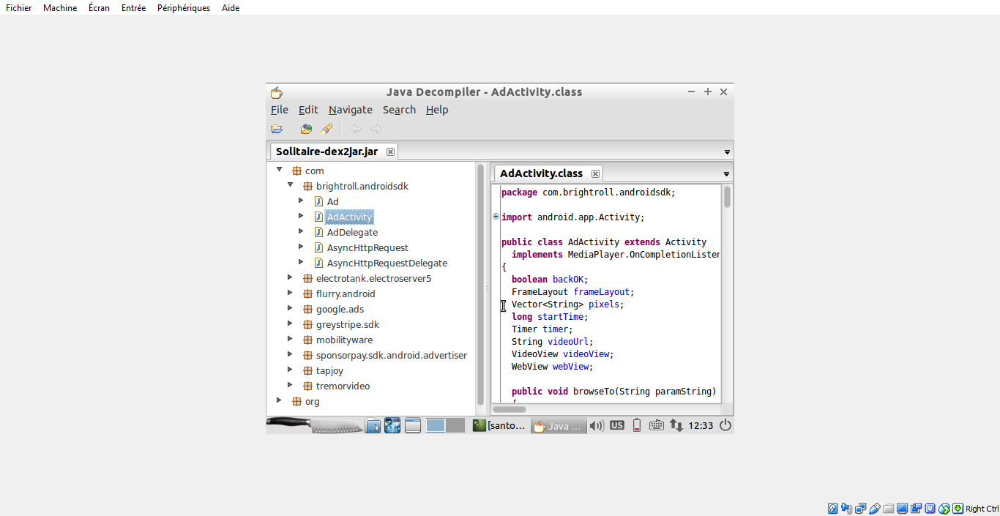 Fichier Machine Écran Entrée Périphériques Aide
Java Decompiler - AdActivity.class
File Edit Navigate Search Help
Solitaire-dex2jar.jar
com
brightroll.androidsdk
Ad
AdActivity
AdDelegate
AsyncHttpRequest
AsyncHttpRequestDelegate
electrotank.electroserver5
flurry.android
google.ads
greystripe.sdk
mobilityware
sponsorpay.sdk.android.advertiser
tapjoy
tremorvideo
org
AdActivity.class
package com.brightroll.androidsdk;
import android.app.Activity;
public class AdActivity extends Activity
implements MediaPlayer.OnCompletionListen
{
boolean backOK;
FrameLayout frameLayout;
Vector<String> pixels;
long startTime;
Timer timer;
String videoUrl;
VideoView videoView;
WebView webView;
public void browseTo(String paramString)
{
[santo... Java ... US 12:33
Right Ctrl